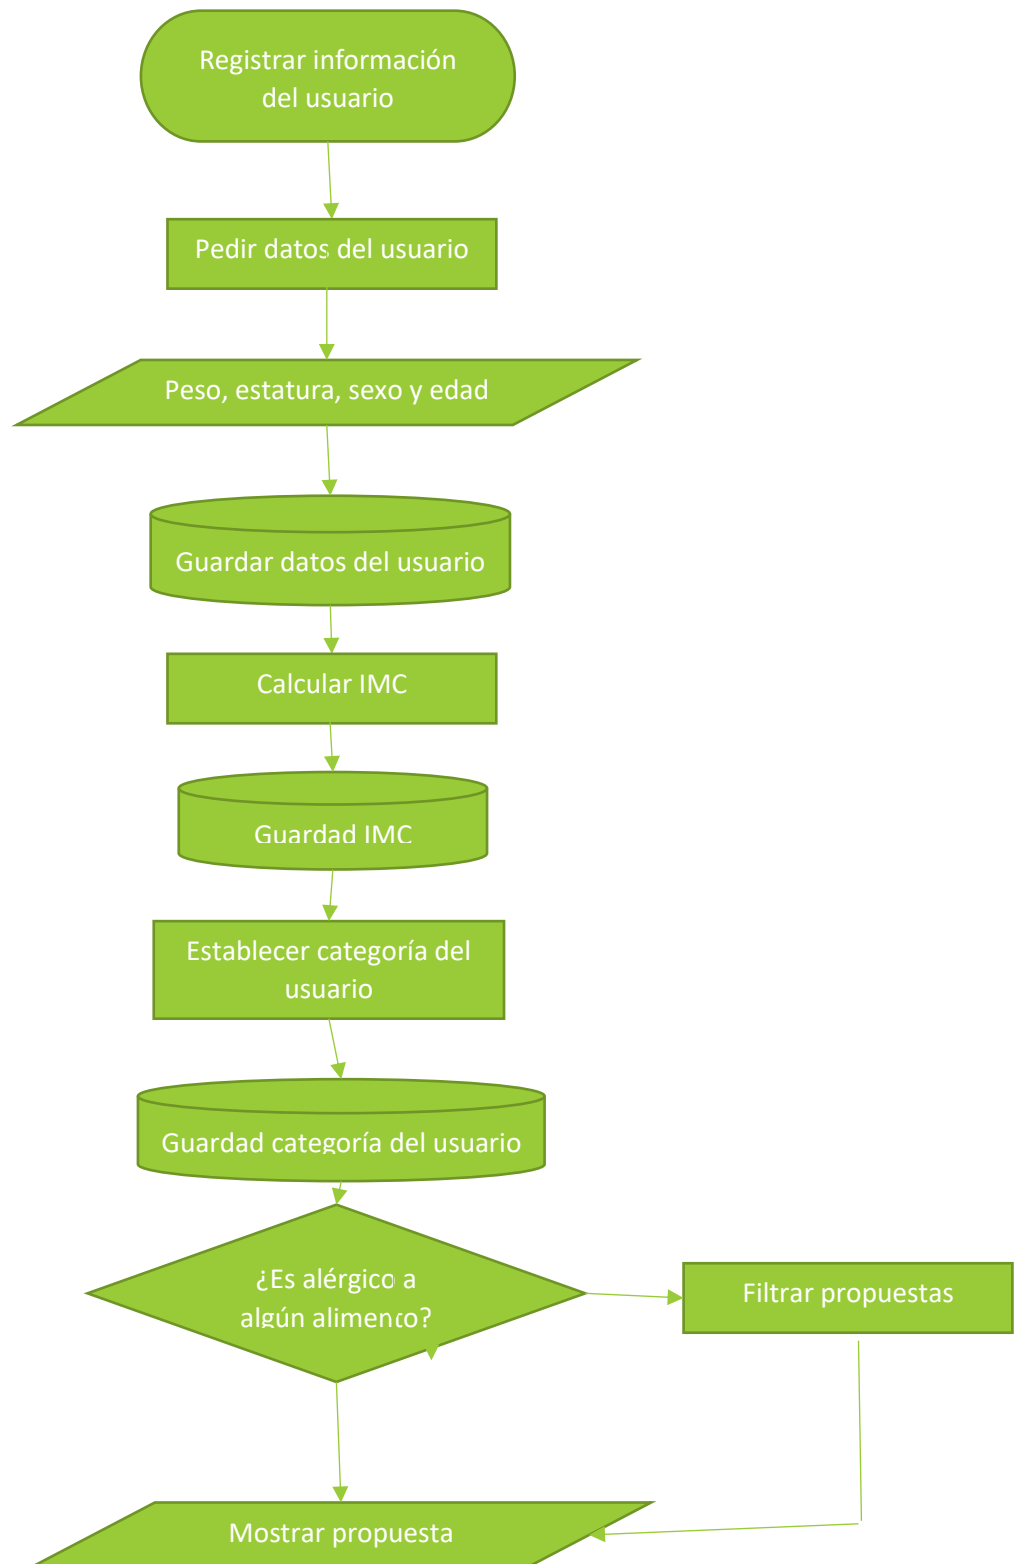 Registrar información
del usuario
Pedir datos del usuario
Peso, estatura, sexo y edad
Guardar datos del usuario
Calcular IMC
Guardad IMC
Establecer categoría del
usuario
Guardad categoría del usuario
¿Es alérgico a
algún alimento?
Filtrar propuestas
Mostrar propuesta